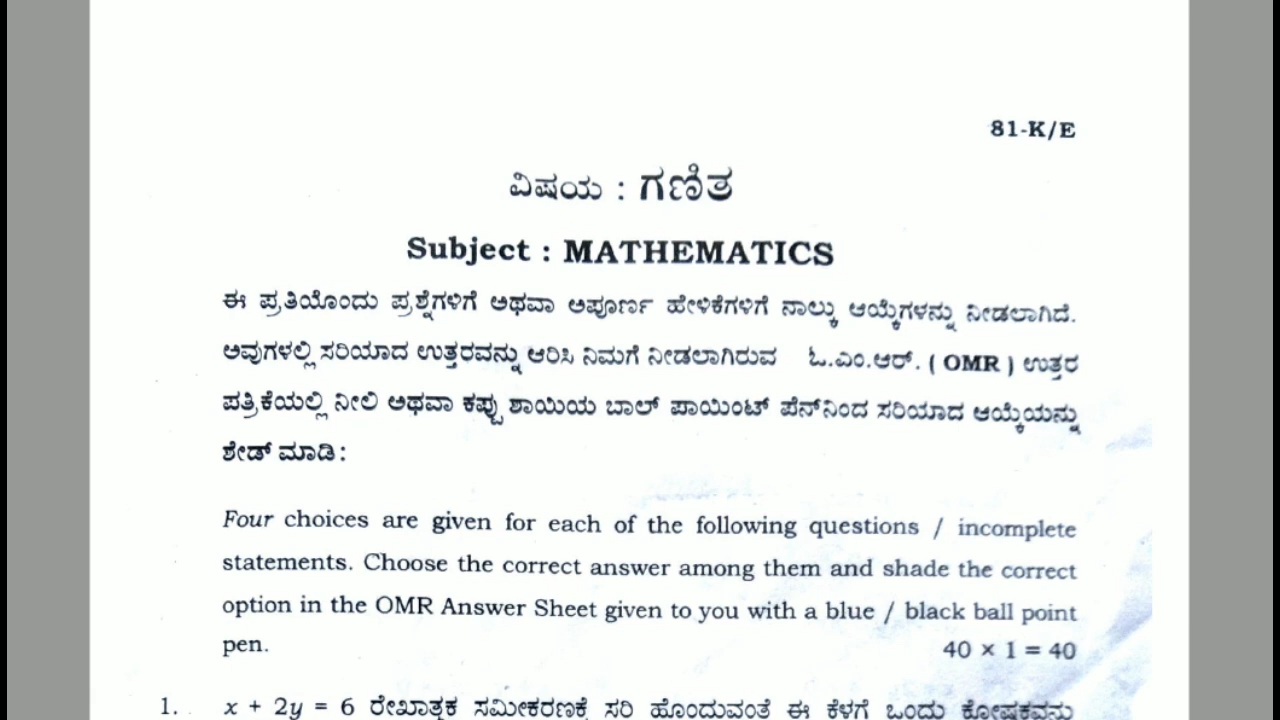 81-K/E
ವಿಷಯ : ಗಣಿತ
Subject : MATHEMATICS
ಈ ಪ್ರತಿಯೊಂದು ಪ್ರಶ್ನೆಗಳಿಗೆ ಅಥವಾ ಅಪೂರ್ಣ ಹೇಳಿಕೆಗಳಿಗೆ ನಾಲ್ಕು ಆಯ್ಕೆಗಳನ್ನು ನೀಡಲಾಗಿದೆ.
ಅವುಗಳಲ್ಲಿ ಸರಿಯಾದ ಉತ್ತರವನ್ನು ಆರಿಸಿ ನಿಮಗೆ ನೀಡಲಾಗಿರುವ ಓ.ಎಂ.ಆರ್. ( OMR ) ಉತ್ತರ
ಪತ್ರಿಕೆಯಲ್ಲಿ ನೀಲಿ ಅಥವಾ ಕಪ್ಪು ಶಾಯಿಯ ಬಾಲ್ ಪಾಯಿಂಟ್ ಪೆನ್‌ನಿಂದ ಸರಿಯಾದ ಆಯ್ಕೆಯನ್ನು
ಶೇಡ್ ಮಾಡಿ :
Four choices are given for each of the following questions / incomplete
statements. Choose the correct answer among them and shade the correct
option in the OMR Answer Sheet given to you with a blue / black ball point
pen. 40 × 1 = 40
1. x + 2y = 6 ರೇಖಾತ್ಮಕ ಸಮೀಕರಣಕ್ಕೆ ಸರಿ ಹೊಂದುವಂತೆ ಈ ಕೆಳಗೆ ಒಂದು ಕೋಷ್ಟಕವನ್ನು